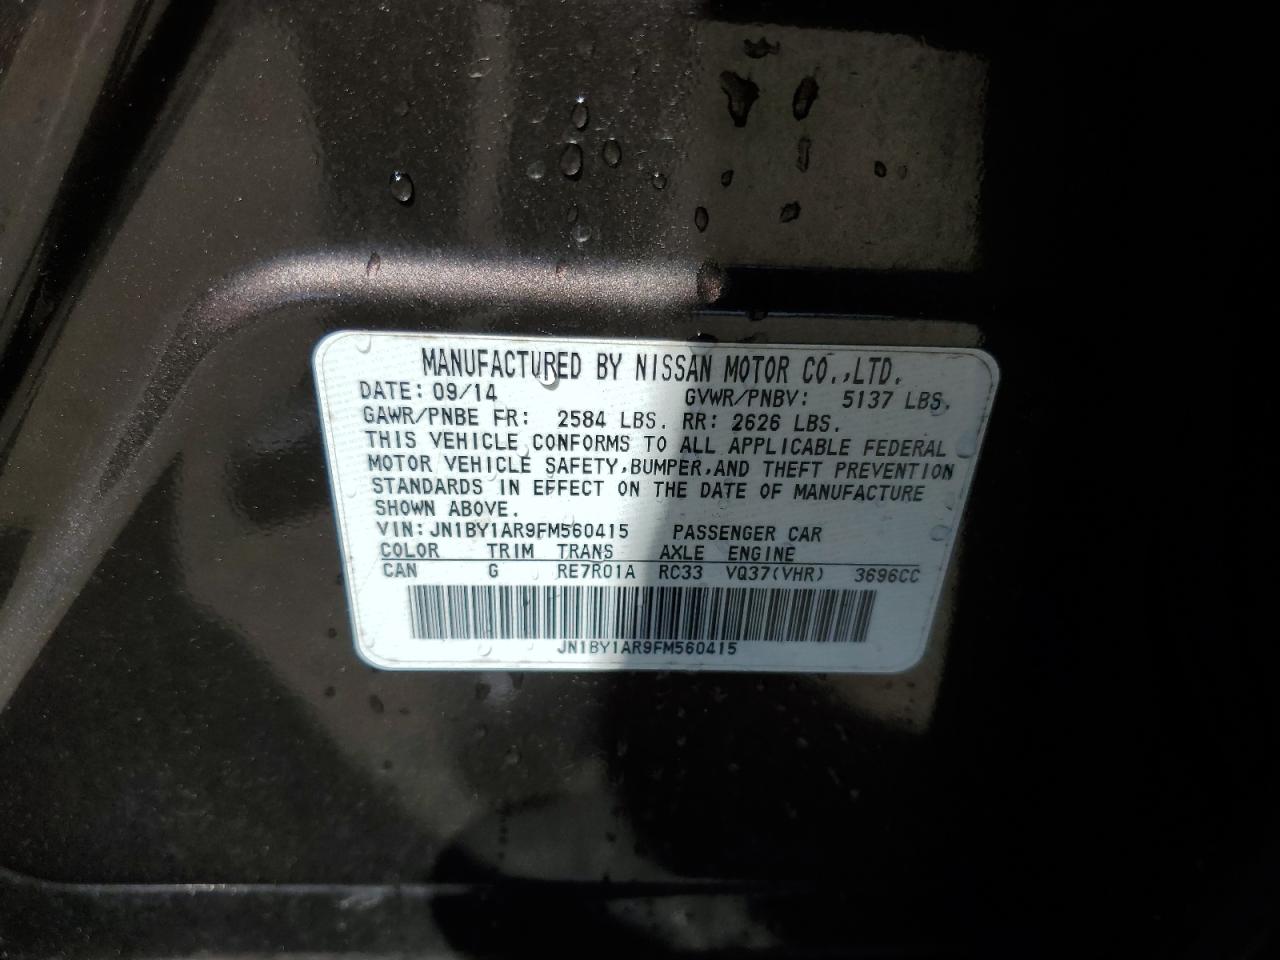 MANUFACTURED BY NISSAN MOTOR CO.,LTD.
DATE: 09/14 GVWR/PNBV: 5137 LBS.
GAWR/PNBE FR: 2584 LBS. RR: 2626 LBS.
THIS VEHICLE CONFORMS TO ALL APPLICABLE FEDERAL
MOTOR VEHICLE SAFETY,BUMPER,AND THEFT PREVENTION
STANDARDS IN EFFECT ON THE DATE OF MANUFACTURE
SHOWN ABOVE.
VIN:JN1BY1AR9FM560415 PASSENGER CAR
COLOR TRIM TRANS AXLE ENGINE
CAN G RE7R01A RC33 VQ37(VHR) 3696CC
JN1BY1AR9FM560415